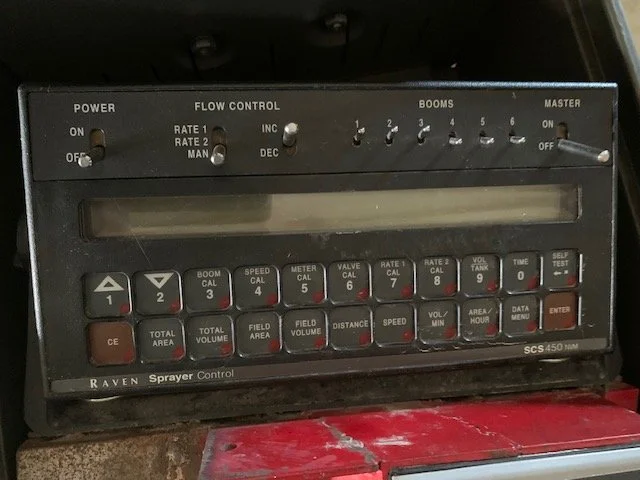 POWER
FLOW CONTROL
BOOMS
MASTER
ON
OFF
RATE 1
RATE 2
MAN
INC
DEC
1 2 3 4 5 6
ON
OFF
1
2
BOOM CAL 3
SPEED CAL 4
METER CAL 5
VALVE CAL 6
RATE 1 CAL 7
RATE 2 CAL 8
VOL/TANK 9
TIME 0
SELF TEST
CE
TOTAL AREA
TOTAL VOLUME
FIELD AREA
FIELD VOLUME
DISTANCE
SPEED
VOL/MIN
AREA/HOUR
DATA MENU
ENTER
RAVEN Sprayer Control
SCS 450 NVM